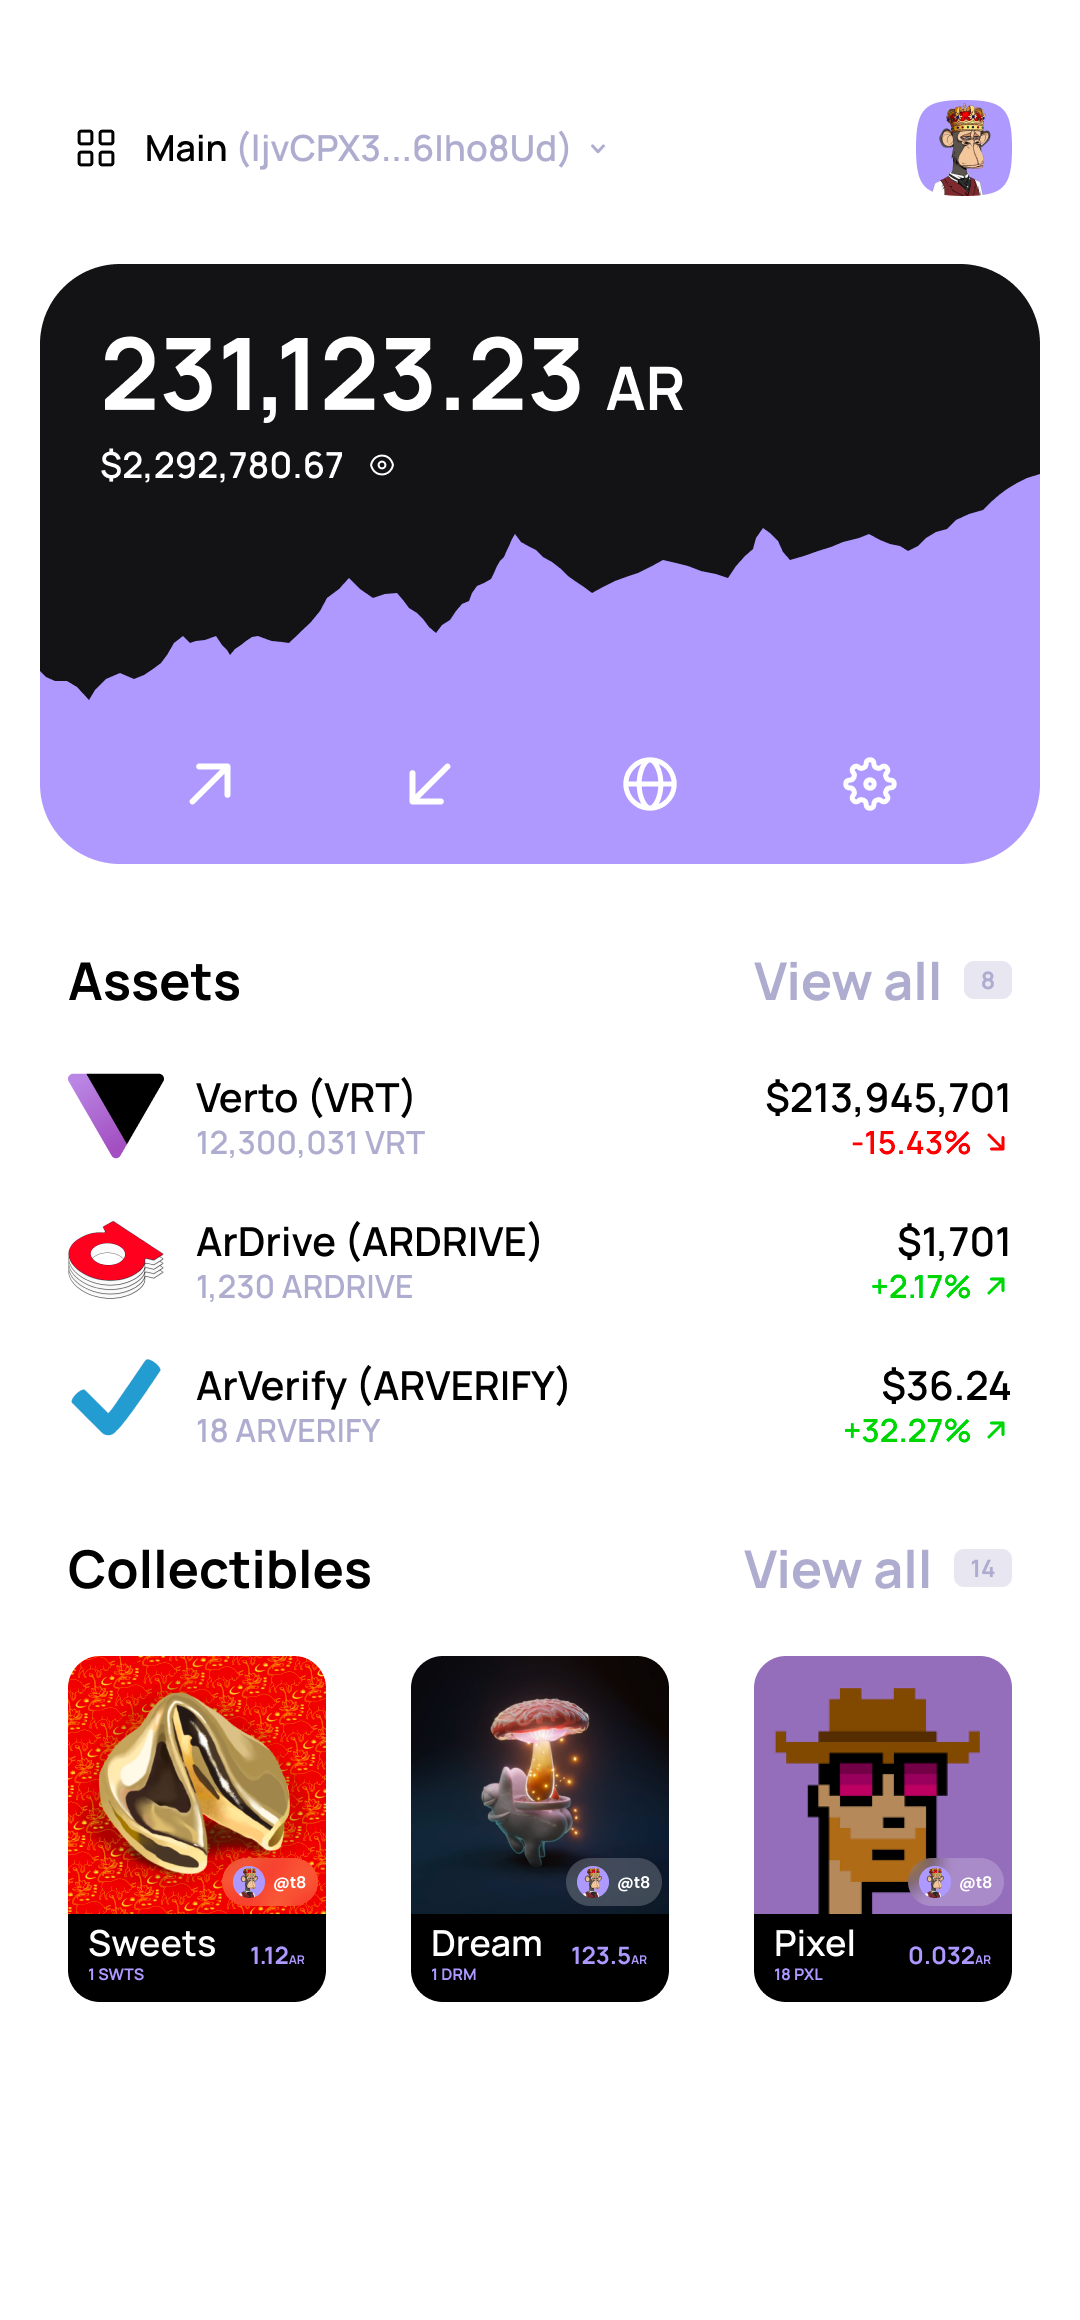 Main (ljvCPX3...6Iho8Ud)
231,123.23 AR
$2,292,780.67
Assets
View all 8
Verto (VRT)
$213,945,701
12,300,031 VRT
-15.43%
ArDrive (ARDRIVE)
$1,701
1,230 ARDRIVE
+2.17%
ArVerify (ARVERIFY)
$36.24
18 ARVERIFY
+32.27%
Collectibles
View all 14
@t8
@t8
@t8
Sweets
1.12AR
1 SWTS
Dream
123.5AR
1 DRM
Pixel
0.032AR
18 PXL